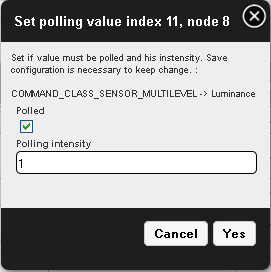 Set polling value index 11, node 8
Set if value must be polled and his instensity. Save
configuration is necessary to keep change. :
COMMAND_CLASS_SENSOR_MULTILEVEL -> Luminance
Polled
Polling intensity
1
Cancel Yes